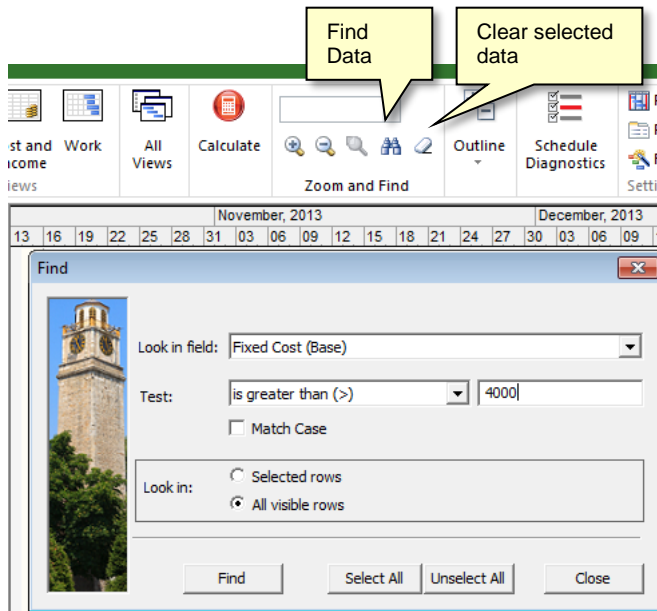 Find
Data
Clear selected
data
st and
ncome
Work
All
Views
Calculate
Outline
Schedule
Diagnostics
iews
Zoom and Find
Setti
November, 2013
December, 2013
13 16 19 22 25 28 31 03 06 09 12 15 18 21 24 27 30 03 06 09
Find
Look in field: Fixed Cost (Base)
Test: is greater than (>) 4000
Match Case
Look in:
Selected rows
All visible rows
Find Select All Unselect All Close